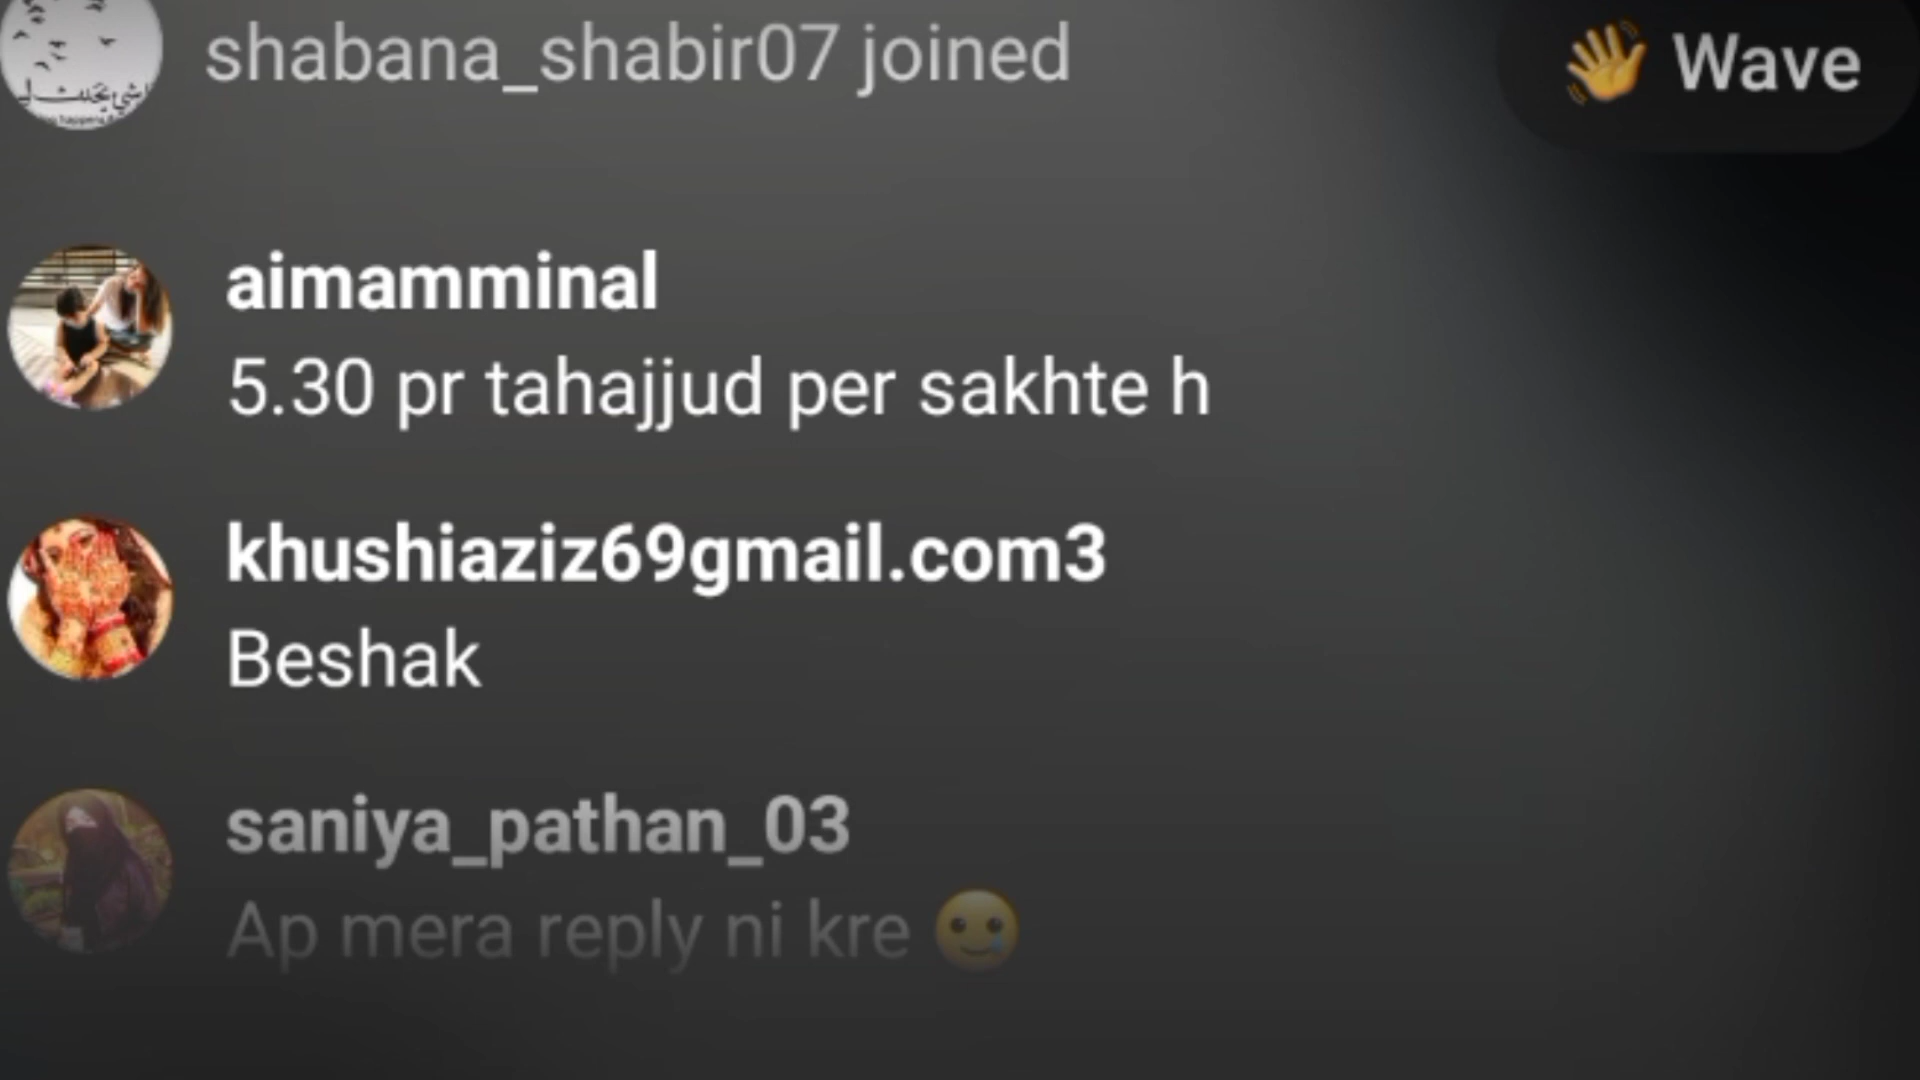 shabana_shabir07 joined
👋 Wave
aimamminal
5.30 pr tahajjud per sakhte h
khushiaziz69gmail.com3
Beshak
saniya_pathan_03
Ap mera reply ni kre 🥲